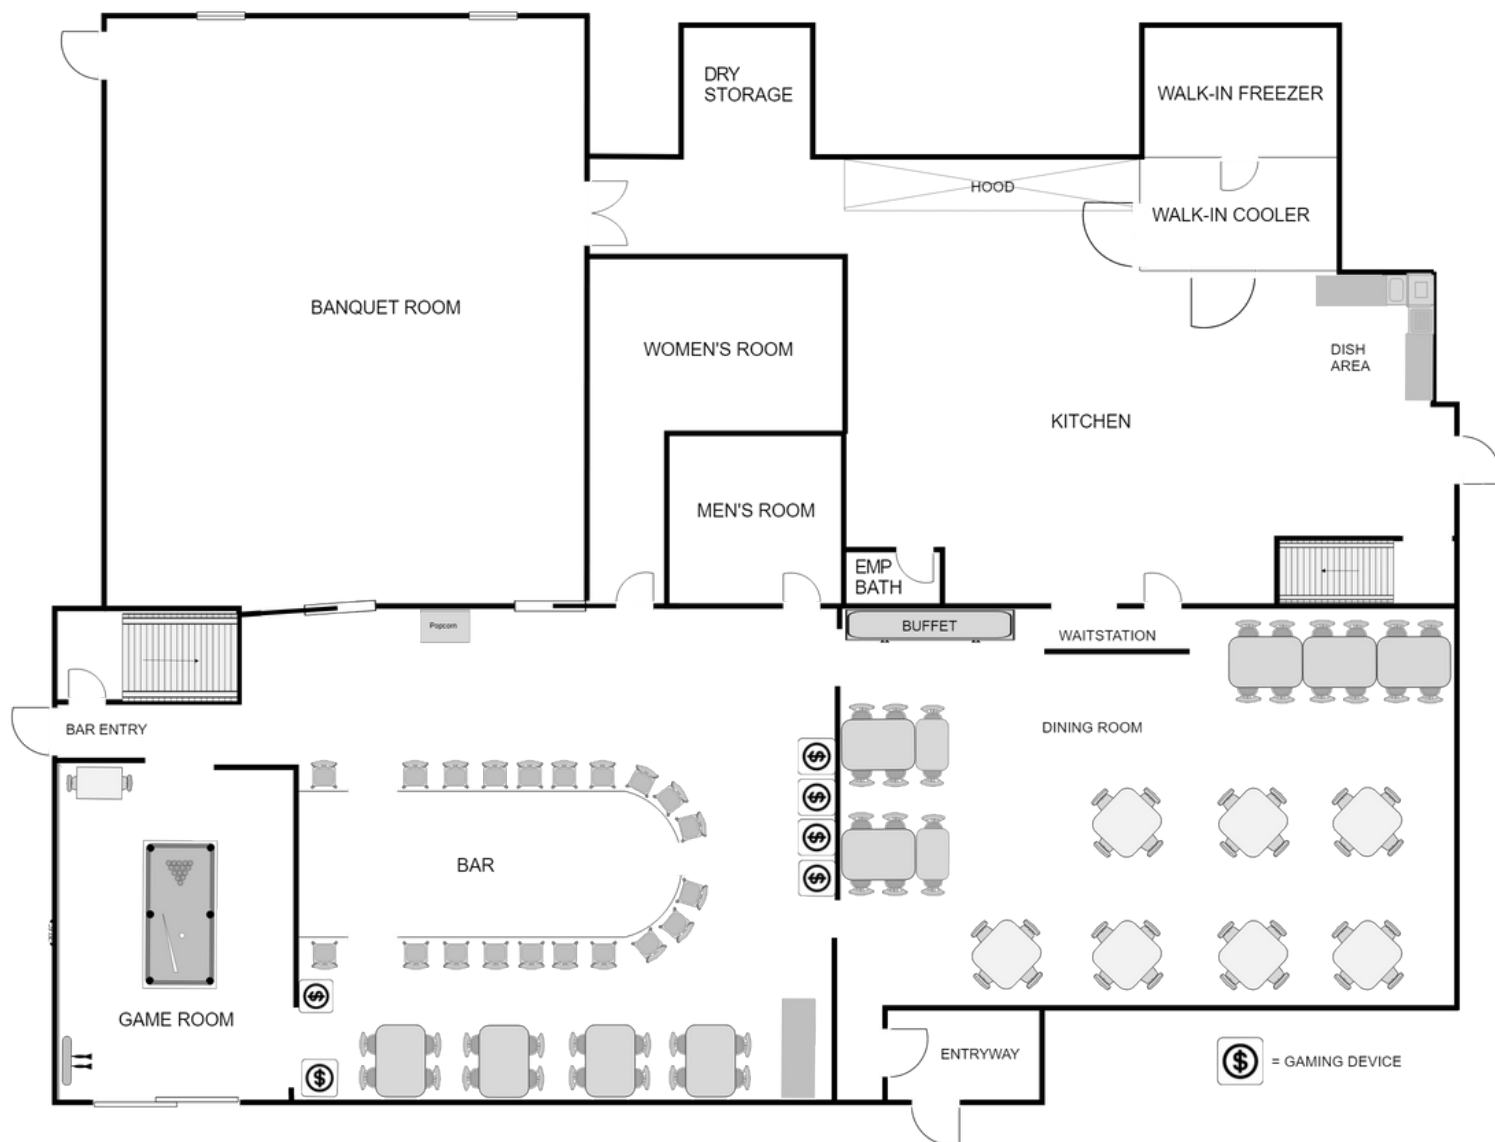 DRY
STORAGE
WALK-IN FREEZER
HOOD
WALK-IN COOLER
BANQUET ROOM
WOMEN'S ROOM
DISH
AREA
KITCHEN
MEN'S ROOM
EMP
BATH
Popcorn
BUFFET
WAITSTATION
BAR ENTRY
DINING ROOM
$
$
$
$
BAR
$
GAME ROOM
$
ENTRYWAY
$ = GAMING DEVICE